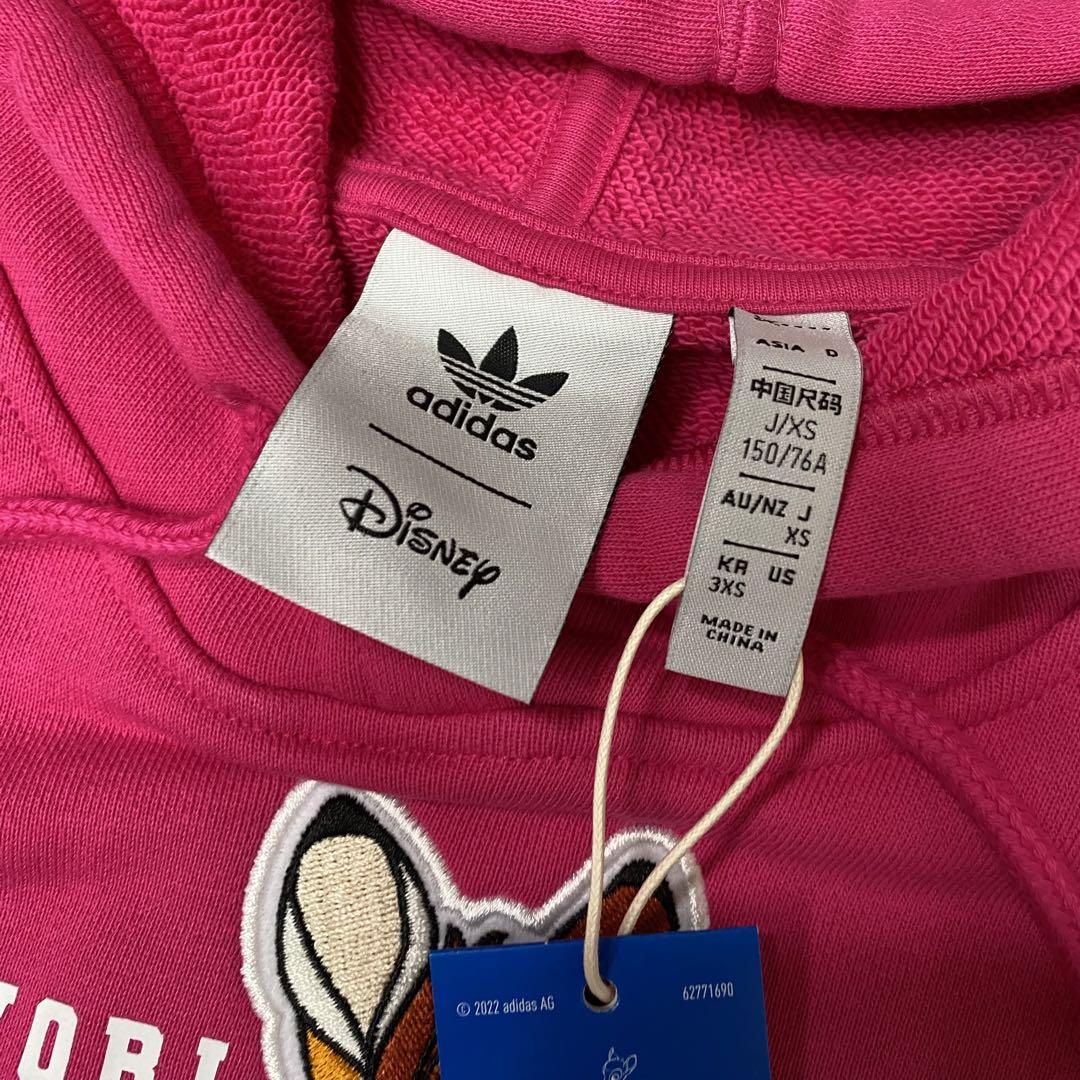 adidas
Disney
ASIA D
中国尺码
J/XS
150/76A
AU/NZ J
XS
KR US
3XS
MADE IN
CHINA
© 2022 adidas AG
62771690